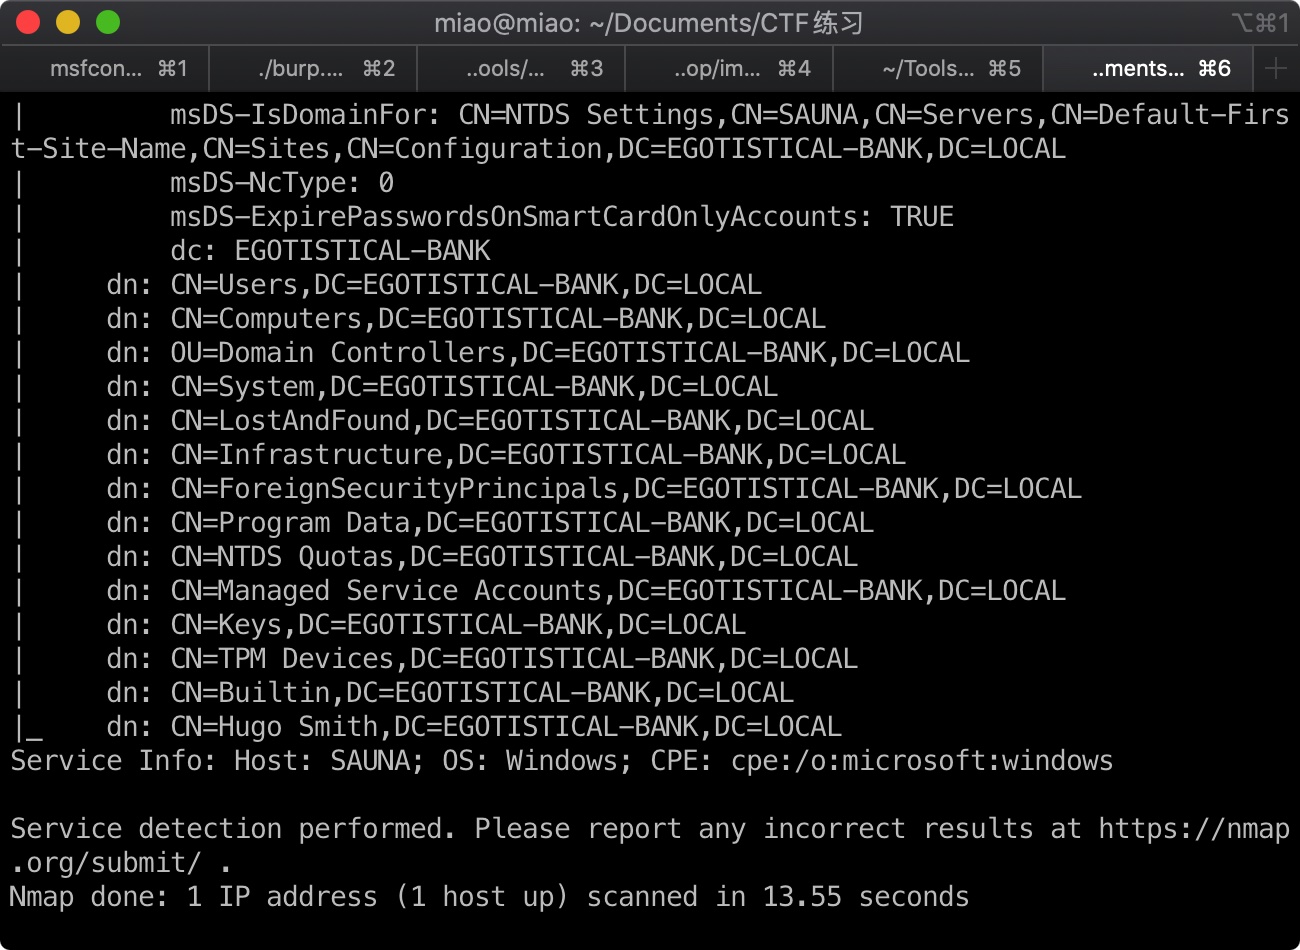 miao@miao: ~/Documents/CTF练习
⌥⌘1
msfcon... ⌘1 ./burp.... ⌘2 ..ools/... ⌘3 ..op/im... ⌘4 ~/Tools... ⌘5 ..ments... ⌘6 +
| msDS-IsDomainFor: CN=NTDS Settings,CN=SAUNA,CN=Servers,CN=Default-Firs
t-Site-Name,CN=Sites,CN=Configuration,DC=EGOTISTICAL-BANK,DC=LOCAL
| msDS-NcType: 0
| msDS-ExpirePasswordsOnSmartCardOnlyAccounts: TRUE
| dc: EGOTISTICAL-BANK
| dn: CN=Users,DC=EGOTISTICAL-BANK,DC=LOCAL
| dn: CN=Computers,DC=EGOTISTICAL-BANK,DC=LOCAL
| dn: OU=Domain Controllers,DC=EGOTISTICAL-BANK,DC=LOCAL
| dn: CN=System,DC=EGOTISTICAL-BANK,DC=LOCAL
| dn: CN=LostAndFound,DC=EGOTISTICAL-BANK,DC=LOCAL
| dn: CN=Infrastructure,DC=EGOTISTICAL-BANK,DC=LOCAL
| dn: CN=ForeignSecurityPrincipals,DC=EGOTISTICAL-BANK,DC=LOCAL
| dn: CN=Program Data,DC=EGOTISTICAL-BANK,DC=LOCAL
| dn: CN=NTDS Quotas,DC=EGOTISTICAL-BANK,DC=LOCAL
| dn: CN=Managed Service Accounts,DC=EGOTISTICAL-BANK,DC=LOCAL
| dn: CN=Keys,DC=EGOTISTICAL-BANK,DC=LOCAL
| dn: CN=TPM Devices,DC=EGOTISTICAL-BANK,DC=LOCAL
| dn: CN=Builtin,DC=EGOTISTICAL-BANK,DC=LOCAL
|_ dn: CN=Hugo Smith,DC=EGOTISTICAL-BANK,DC=LOCAL
Service Info: Host: SAUNA; OS: Windows; CPE: cpe:/o:microsoft:windows
Service detection performed. Please report any incorrect results at https://nmap
.org/submit/ .
Nmap done: 1 IP address (1 host up) scanned in 13.55 seconds